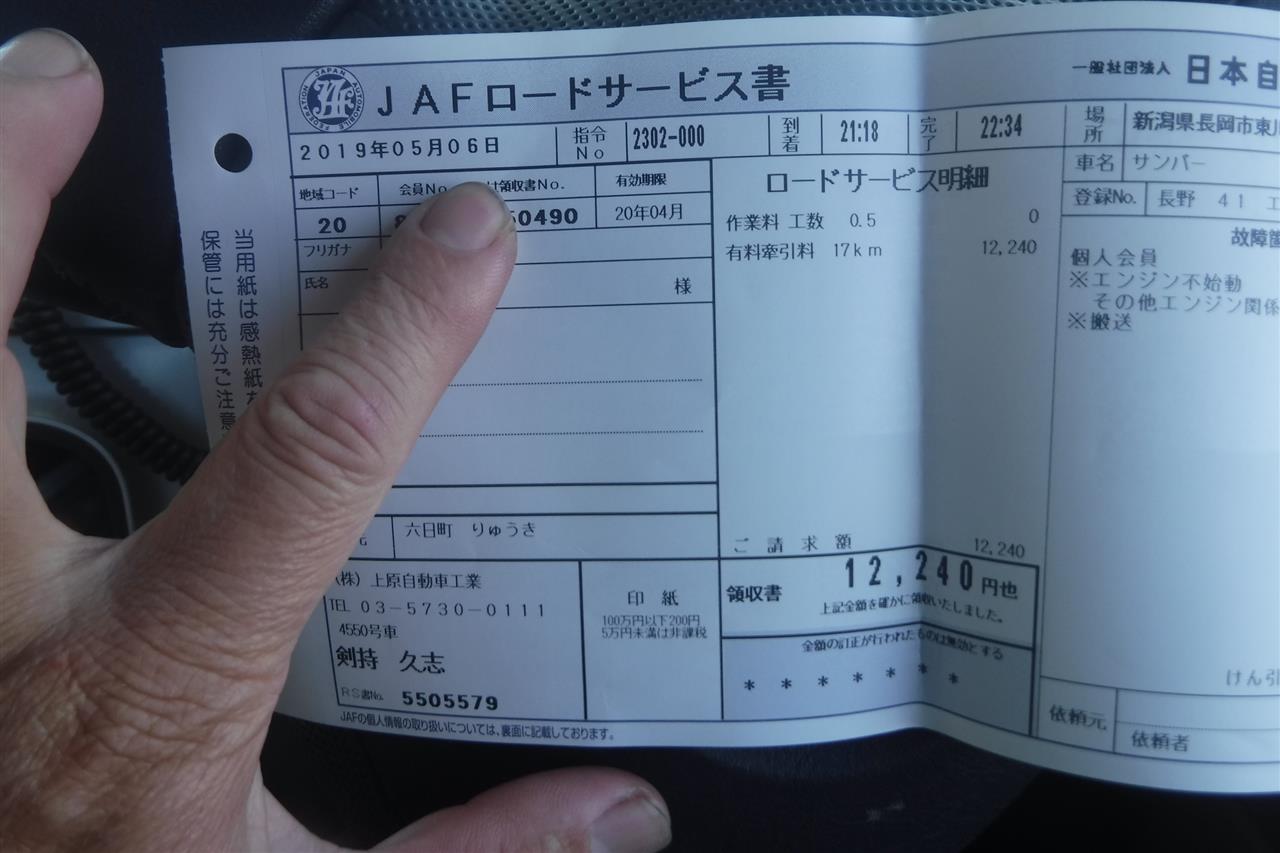 JAPAN AUTOMOBILE FEDERATION
JAF
JAFロードサービス書
一般社団法人 日本自
2019年05月06日
指令No 2302-000
到着 21:18
完了 22:34
場所 新潟県長岡市東
車名 サンバー
登録No. 長野 41 エ
地域コード 会員No. 領収書No. 有効期限
20 8 50490 20年04月
フリガナ
氏名 様
ロードサービス明細
作業料 工数 0.5 0
有料牽引料 17km 12,240
故障箇
個人会員
※エンジン不始動
その他エンジン関係
※搬送
六日町 りゅうき
(株) 上原自動車工業
TEL 03-5730-0111
4550号車
剣持 久志
RS書No. 5505579
印 紙
100万円以下200円
5万円未満は非課税
ご 請 求 額 12,240
領収書 12,240円也
上記金額を確かに領収いたしました。
金額の訂正が行われたものは無効とする
* * * * * * *
けん引
依頼元
依頼者
JAFの個人情報の取り扱いについては、裏面に記載しております。
当用紙は感熱紙を
保管には充分ご注意